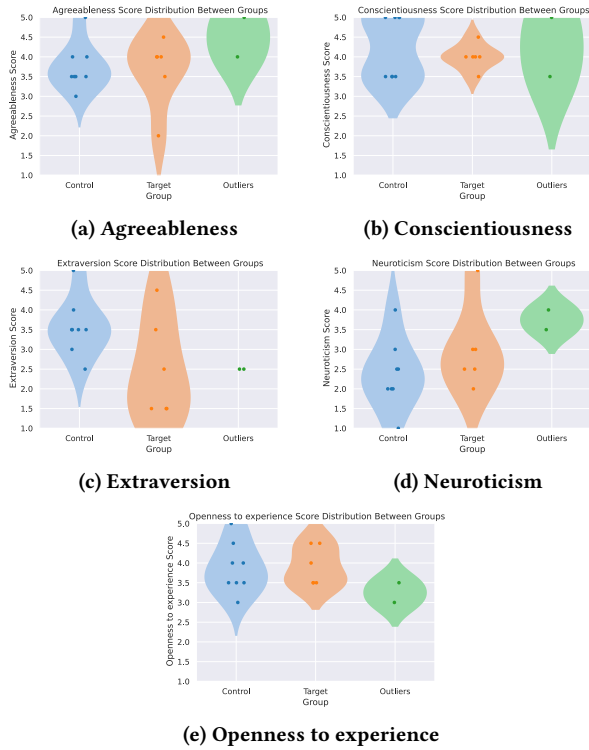 Agreeableness Score Distribution Between Groups
Agreeableness Score
5.0
4.5
4.0
3.5
3.0
2.5
2.0
1.5
1.0
Control Target Outliers
Group
(a) Agreeableness
Conscientiousness Score Distribution Between Groups
Conscientiousness Score
5.0
4.5
4.0
3.5
3.0
2.5
2.0
1.5
1.0
Control Target Outliers
Group
(b) Conscientiousness
Extraversion Score Distribution Between Groups
Extraversion Score
5.0
4.5
4.0
3.5
3.0
2.5
2.0
1.5
1.0
Control Target Outliers
Group
(c) Extraversion
Neuroticism Score Distribution Between Groups
Neuroticism Score
5.0
4.5
4.0
3.5
3.0
2.5
2.0
1.5
1.0
Control Target Outliers
Group
(d) Neuroticism
Openness to experience Score Distribution Between Groups
Openness to experience Score
5.0
4.5
4.0
3.5
3.0
2.5
2.0
1.5
1.0
Control Target Outliers
Group
(e) Openness to experience